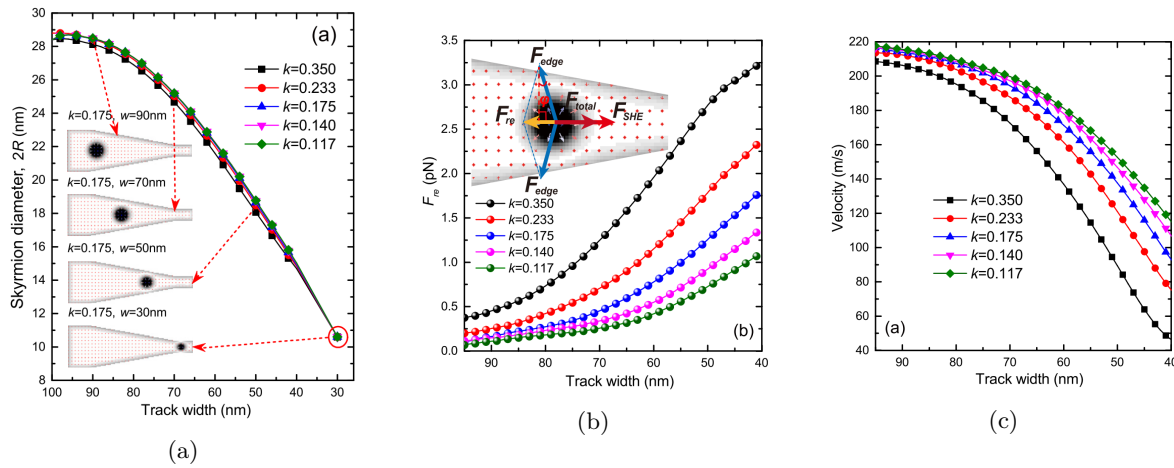 (a)
30
28
26
24
22
20
18
16
14
12
10
8
Skyrmion diameter, 2R (nm)
k=0.350
k=0.233
k=0.175
k=0.140
k=0.117
k=0.175, w=90nm
k=0.175, w=70nm
k=0.175, w=50nm
k=0.175, w=30nm
100 90 80 70 60 50 40 30
Track width (nm)
(a)
3.5
3.0
2.5
2.0
1.5
1.0
0.5
0.0
F_re (pN)
F_edge
F_total
F_re
F_SHE
F_edge
k=0.350
k=0.233
k=0.175
k=0.140
k=0.117
(b)
90 80 70 60 50 40
Track width (nm)
(b)
220
200
180
160
140
120
100
80
60
40
Velocity (m/s)
k=0.350
k=0.233
k=0.175
k=0.140
k=0.117
(a)
90 80 70 60 50 40
Track width (nm)
(c)